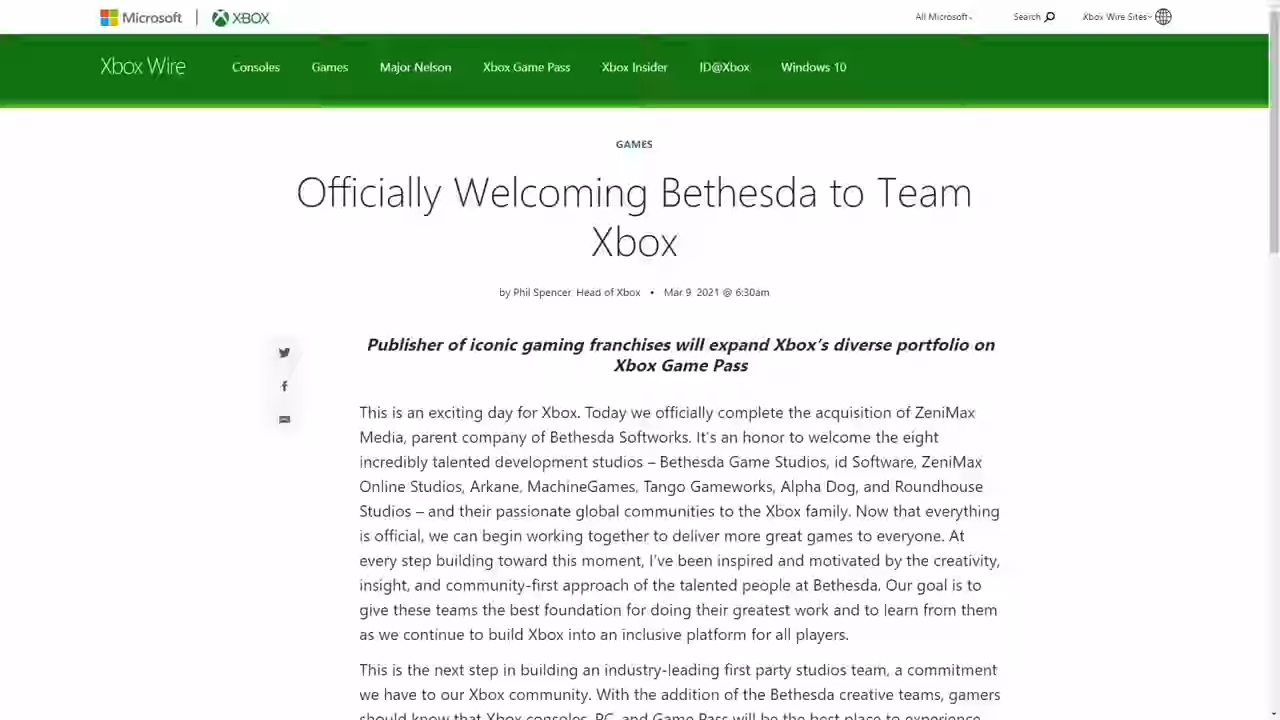 Microsoft | XBOX All Microsoft Search Xbox Wire Sites
Xbox Wire Consoles Games Major Nelson Xbox Game Pass Xbox Insider ID@Xbox Windows 10
GAMES
Officially Welcoming Bethesda to Team
Xbox
by Phil Spencer, Head of Xbox • Mar 9, 2021 @ 6:30am
Publisher of iconic gaming franchises will expand Xbox's diverse portfolio on
Xbox Game Pass
This is an exciting day for Xbox. Today we officially complete the acquisition of ZeniMax
Media, parent company of Bethesda Softworks. It's an honor to welcome the eight
incredibly talented development studios – Bethesda Game Studios, id Software, ZeniMax
Online Studios, Arkane, MachineGames, Tango Gameworks, Alpha Dog, and Roundhouse
Studios – and their passionate global communities to the Xbox family. Now that everything
is official, we can begin working together to deliver more great games to everyone. At
every step building toward this moment, I've been inspired and motivated by the creativity,
insight, and community-first approach of the talented people at Bethesda. Our goal is to
give these teams the best foundation for doing their greatest work and to learn from them
as we continue to build Xbox into an inclusive platform for all players.
This is the next step in building an industry-leading first party studios team, a commitment
we have to our Xbox community. With the addition of the Bethesda creative teams, gamers
should know that Xbox consoles, PC, and Game Pass will be the best place to experience